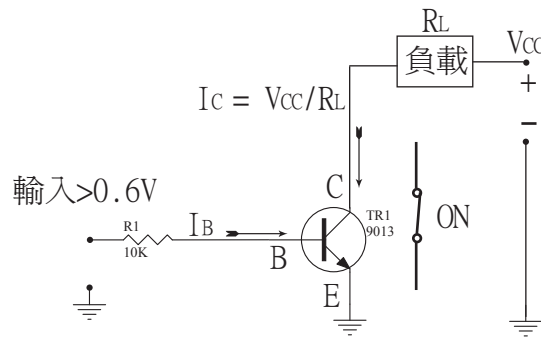 RL
負載
VCC
+
−
IC = VCC/RL
輸入>0.6V
C
TR1
9013
ON
R1
10K
IB
B
E